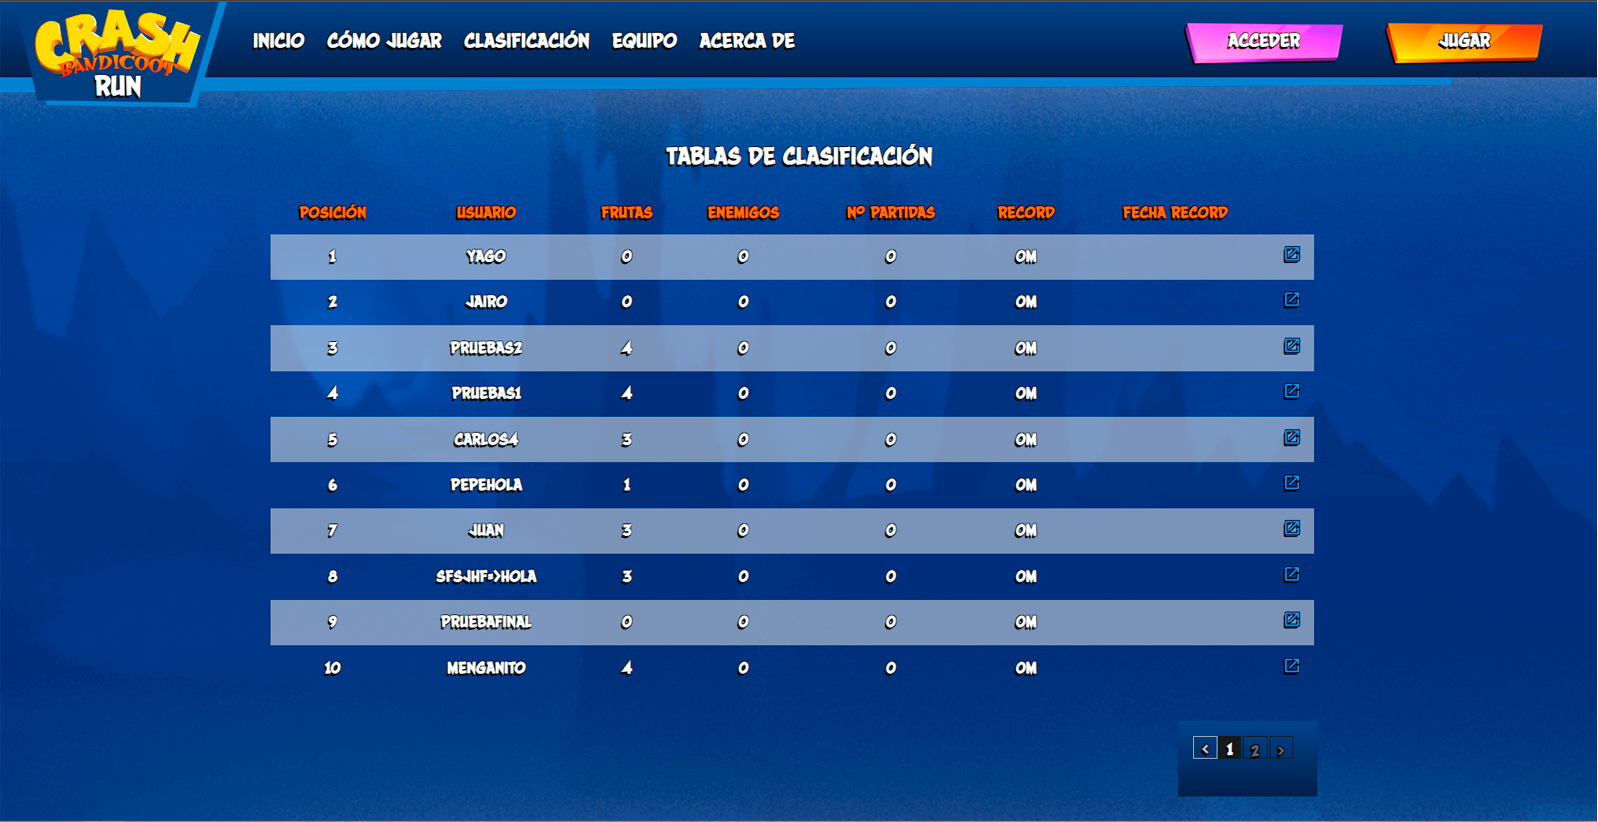 CRASH
BANDICOOT
RUN
INICIO CÓMO JUGAR CLASIFICACIÓN EQUIPO ACERCA DE ACCEDER JUGAR
TABLAS DE CLASIFICACIÓN
POSICIÓN USUARIO FRUTAS ENEMIGOS Nº PARTIDAS RECORD FECHA RECORD
1 YAGO 0 0 0 0M
2 JAIRO 0 0 0 0M
3 PRUEBAS2 4 0 0 0M
4 PRUEBAS1 4 0 0 0M
5 CARLOS4 3 0 0 0M
6 PEPEHOLA 1 0 0 0M
7 JUAN 3 0 0 0M
8 SFSJHF=>HOLA 3 0 0 0M
9 PRUEBAFINAL 0 0 0 0M
10 MENGANITO 4 0 0 0M
< 1 2 >